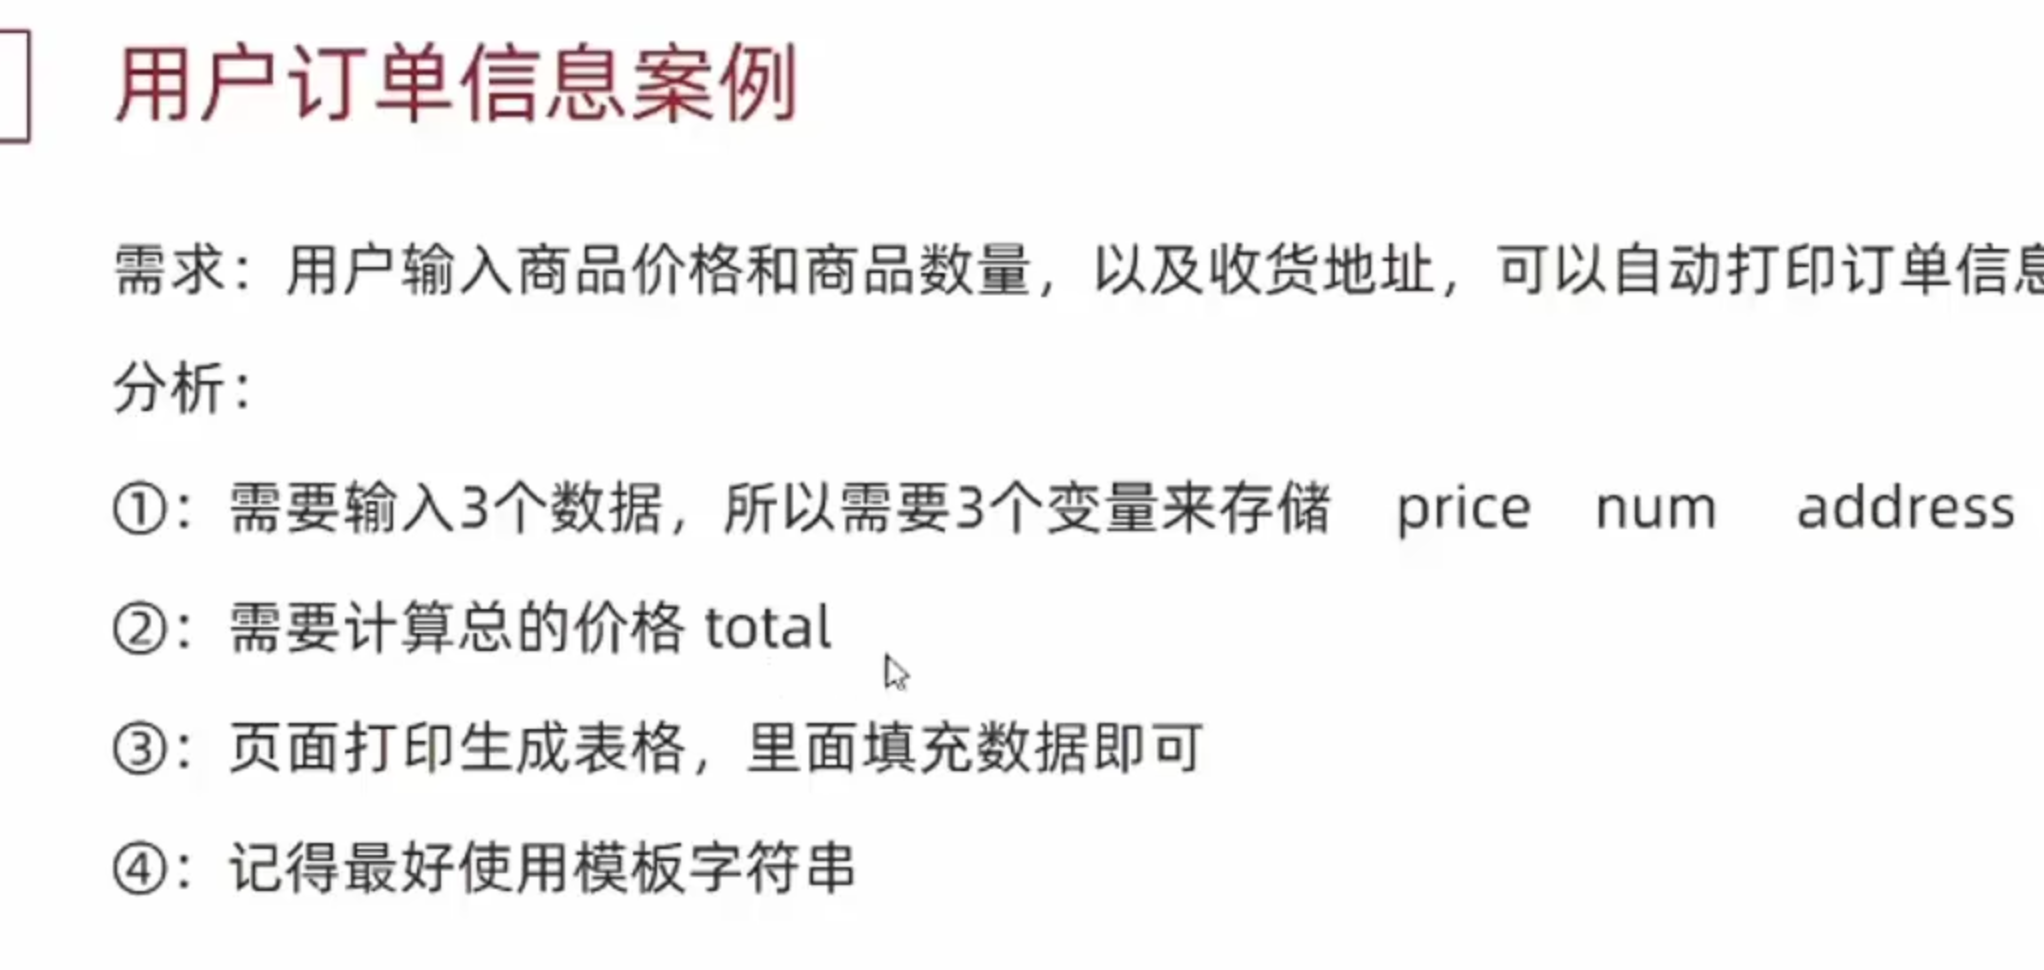 用户订单信息案例
需求：用户输入商品价格和商品数量，以及收货地址，可以自动打印订单信息
分析：
①：需要输入3个数据，所以需要3个变量来存储 price num address
②：需要计算总的价格 total
③：页面打印生成表格，里面填充数据即可
④：记得最好使用模板字符串